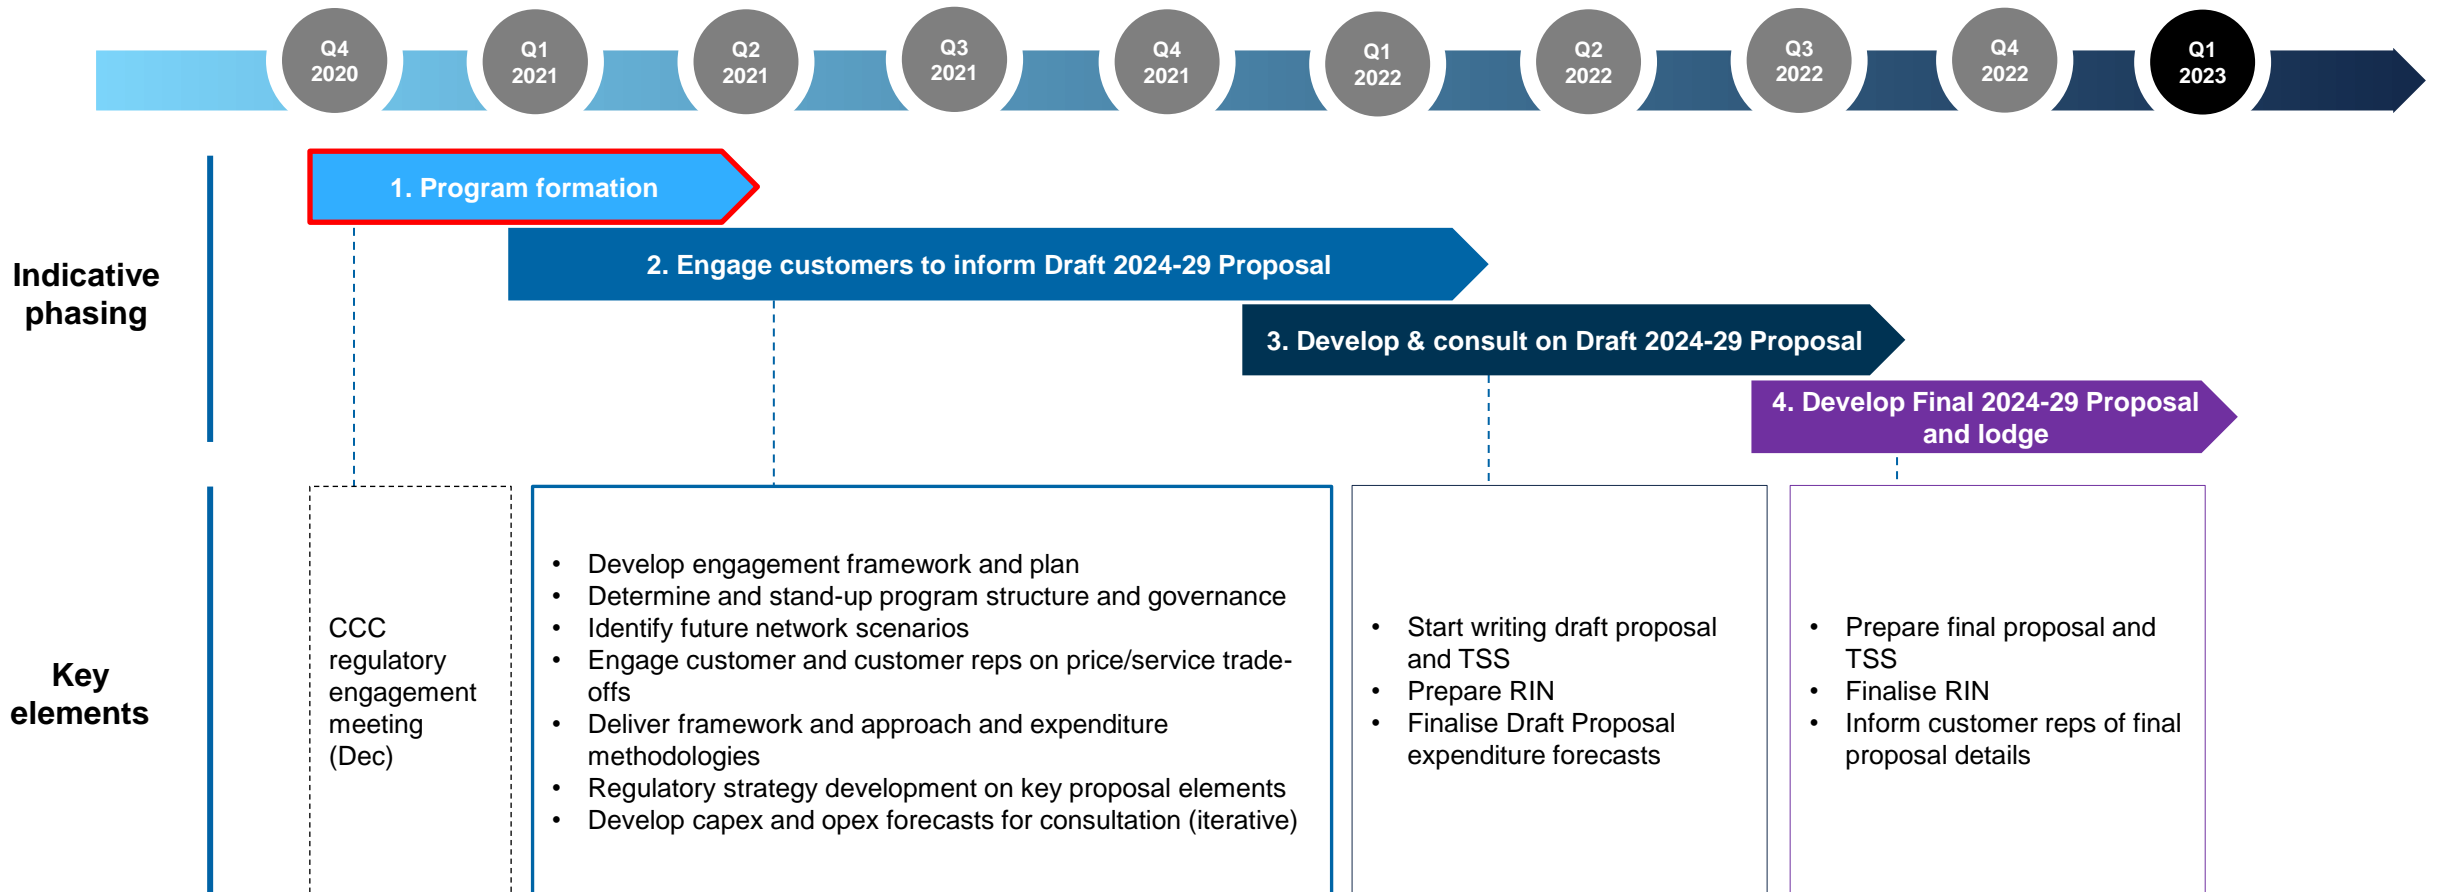 Q4
2020
Q1
2021
Q2
2021
Q3
2021
Q4
2021
Q1
2022
Q2
2022
Q3
2022
Q4
2022
Q1
2023
Indicative
phasing
1. Program formation
2. Engage customers to inform Draft 2024-29 Proposal
3. Develop & consult on Draft 2024-29 Proposal
4. Develop Final 2024-29 Proposal
and lodge
Key
elements
CCC
regulatory
engagement
meeting
(Dec)
• Develop engagement framework and plan
• Determine and stand-up program structure and governance
• Identify future network scenarios
• Engage customer and customer reps on price/service trade-
offs
• Deliver framework and approach and expenditure
methodologies
• Regulatory strategy development on key proposal elements
• Develop capex and opex forecasts for consultation (iterative)
• Start writing draft proposal
and TSS
• Prepare RIN
• Finalise Draft Proposal
expenditure forecasts
• Prepare final proposal and
TSS
• Finalise RIN
• Inform customer reps of final
proposal details